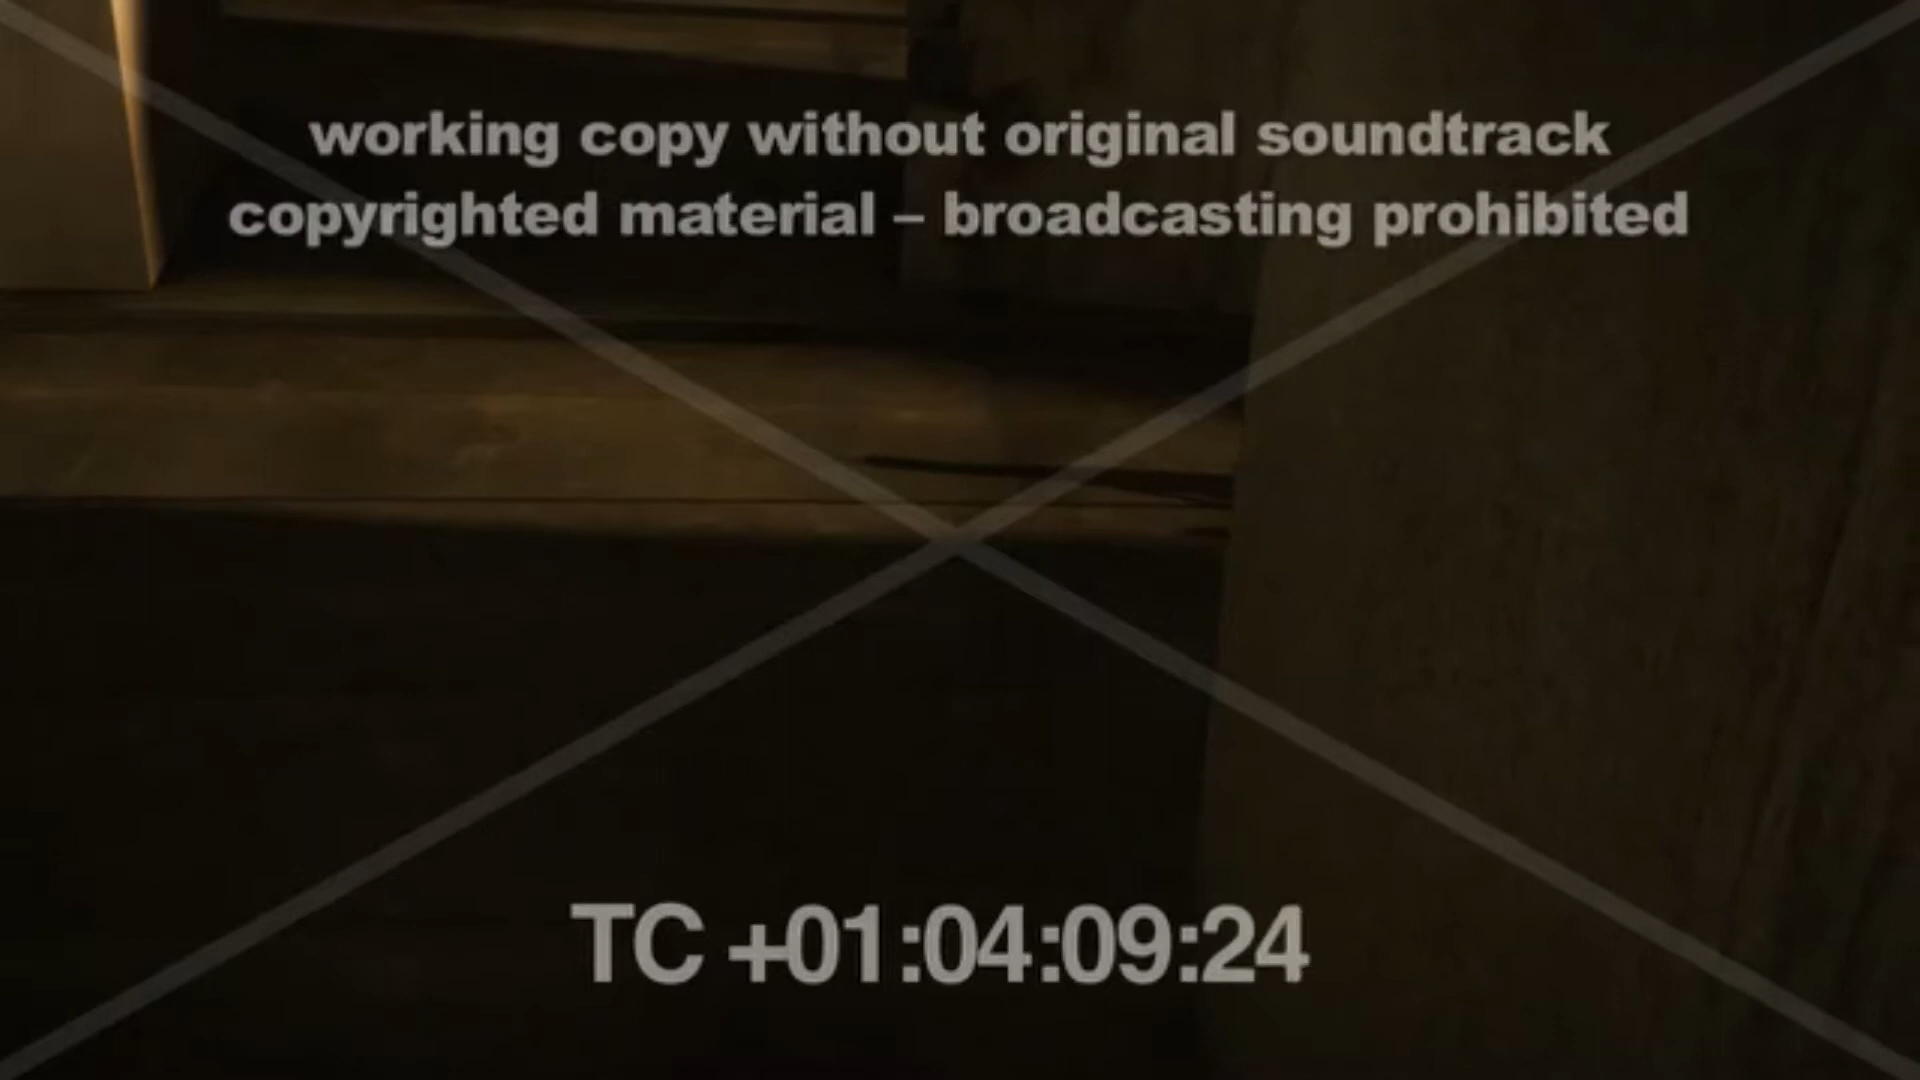 working copy without original soundtrack
copyrighted material – broadcasting prohibited
TC +01:04:09:24